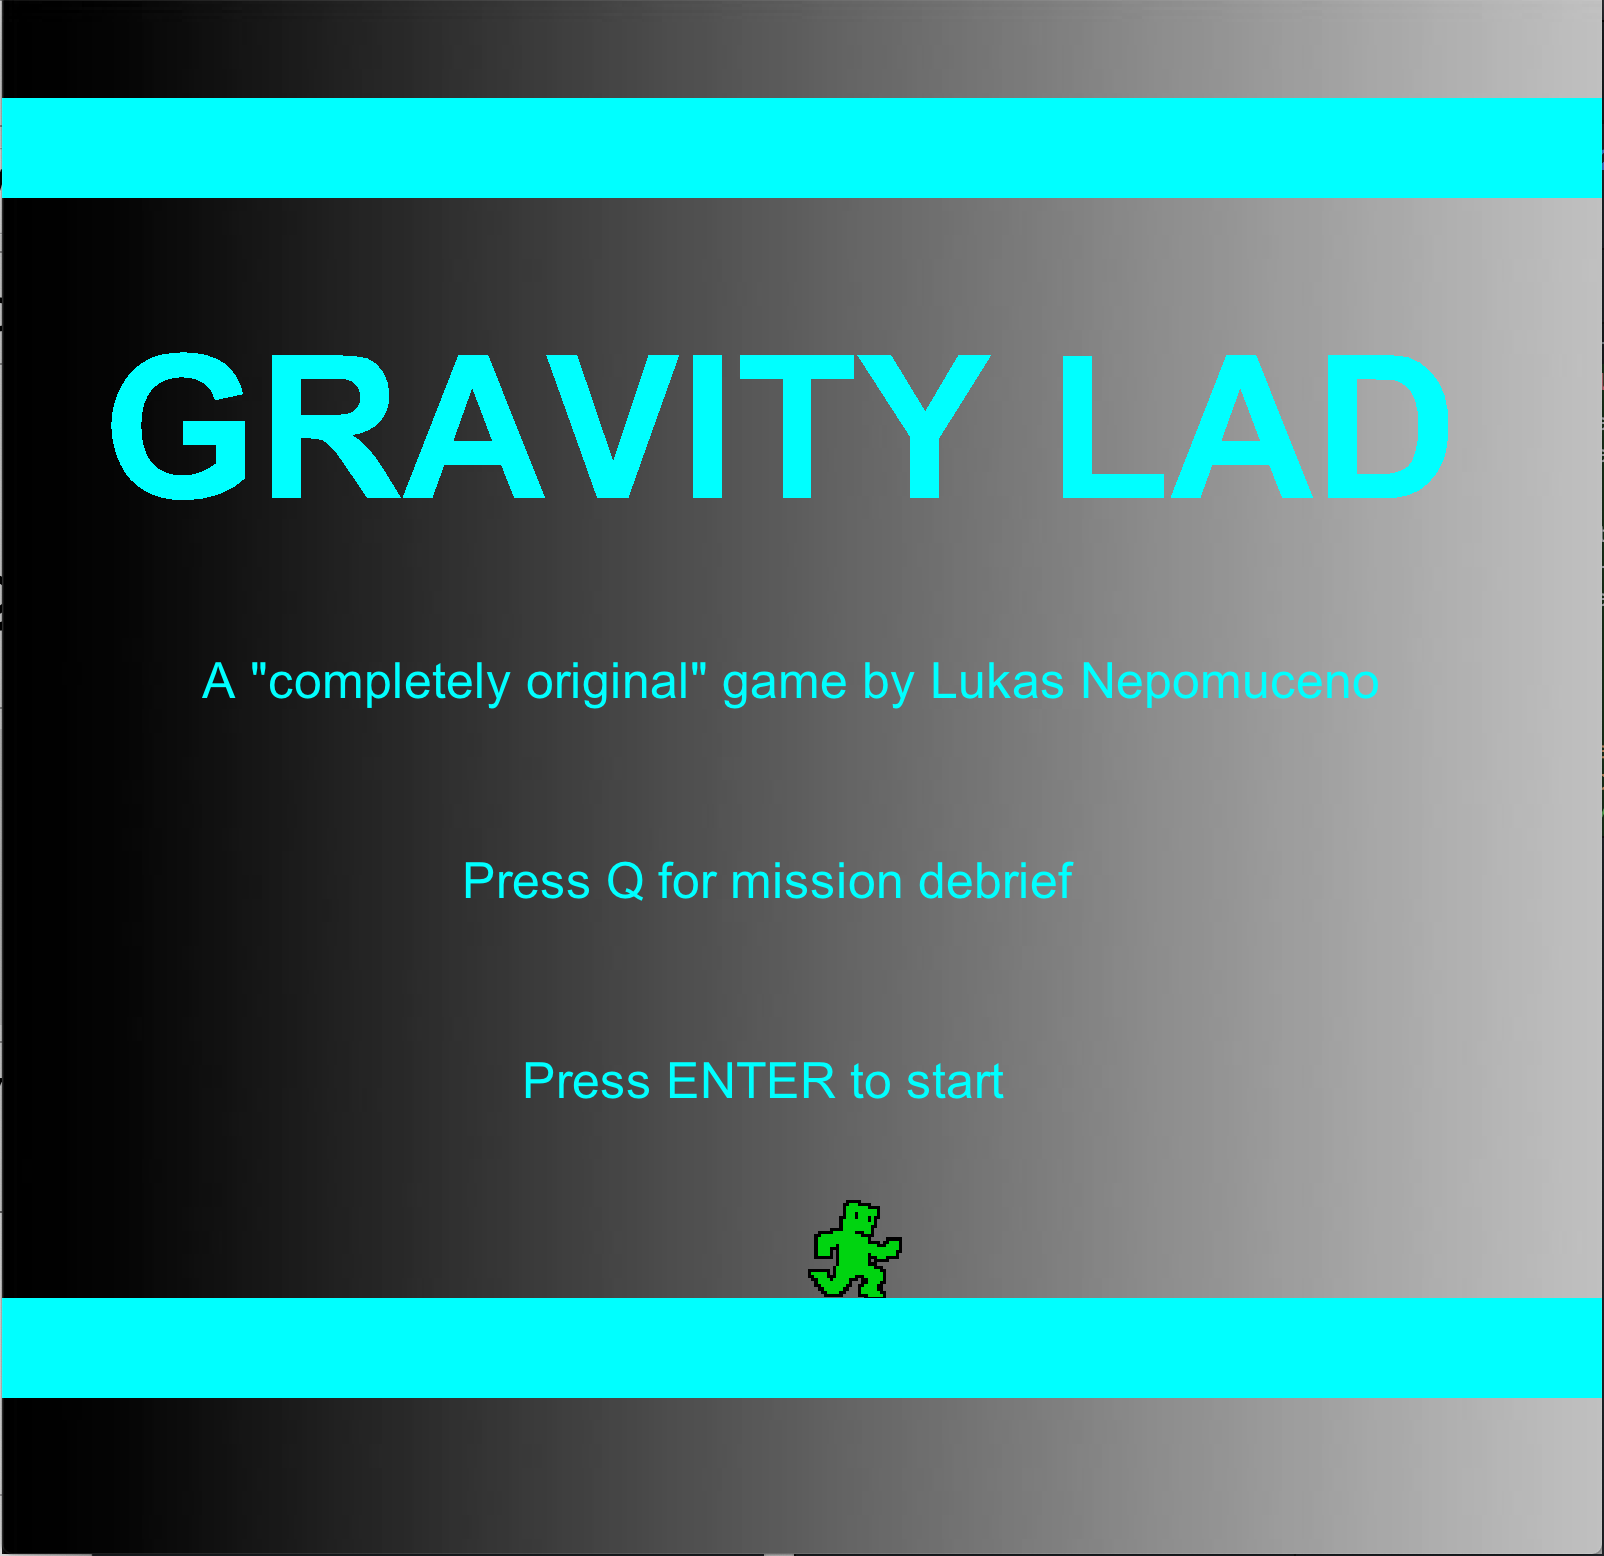 GRAVITY LAD
A "completely original" game by Lukas Nepomuceno
Press Q for mission debrief
Press ENTER to start